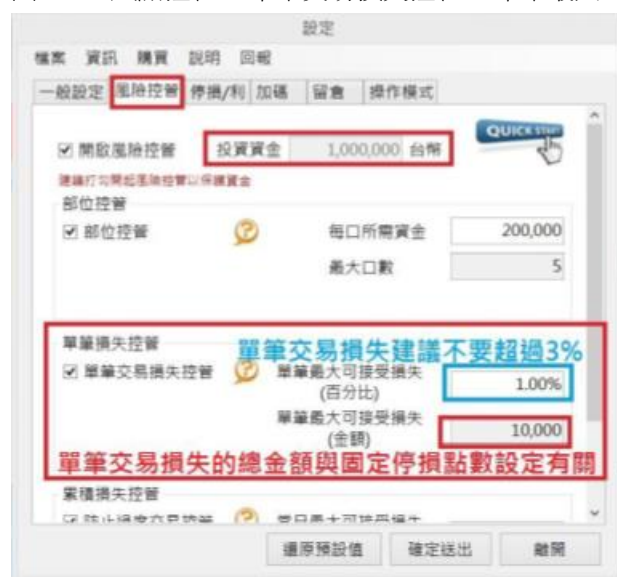 設定
檔案 資訊 購買 說明 回報
一般設定 風險控管 停損/利 加碼 留倉 操作模式
QUICK START
開啟風險控管 投資資金 1,000,000 台幣
建議打勾開起風險控管以保護資金
部位控管
部位控管 每口所需資金 200,000
最大口數 5
單筆損失控管
單筆交易損失建議不要超過3%
單筆交易損失控管 單筆最大可接受損失
(百分比) 1.00%
單筆最大可接受損失
(金額) 10,000
單筆交易損失的總金額與固定停損點數設定有關
累積損失控管
防止過度交易控管 當日最大可接受損失
還原預設值 確定送出 離開